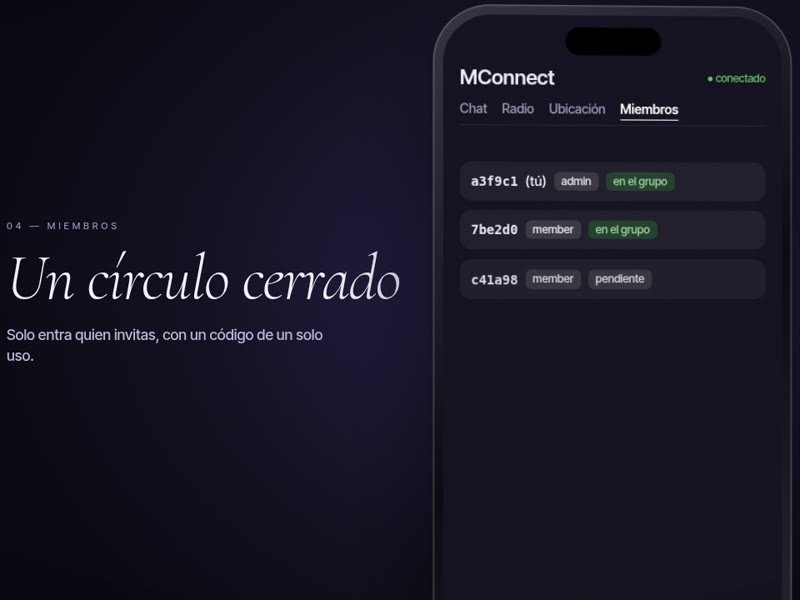 04 — MIEMBROS
Un círculo cerrado
Solo entra quien invitas, con un código de un solo
uso.
MConnect
● conectado
Chat Radio Ubicación Miembros
a3f9c1 (tú) admin en el grupo
7be2d0 member en el grupo
c41a98 member pendiente